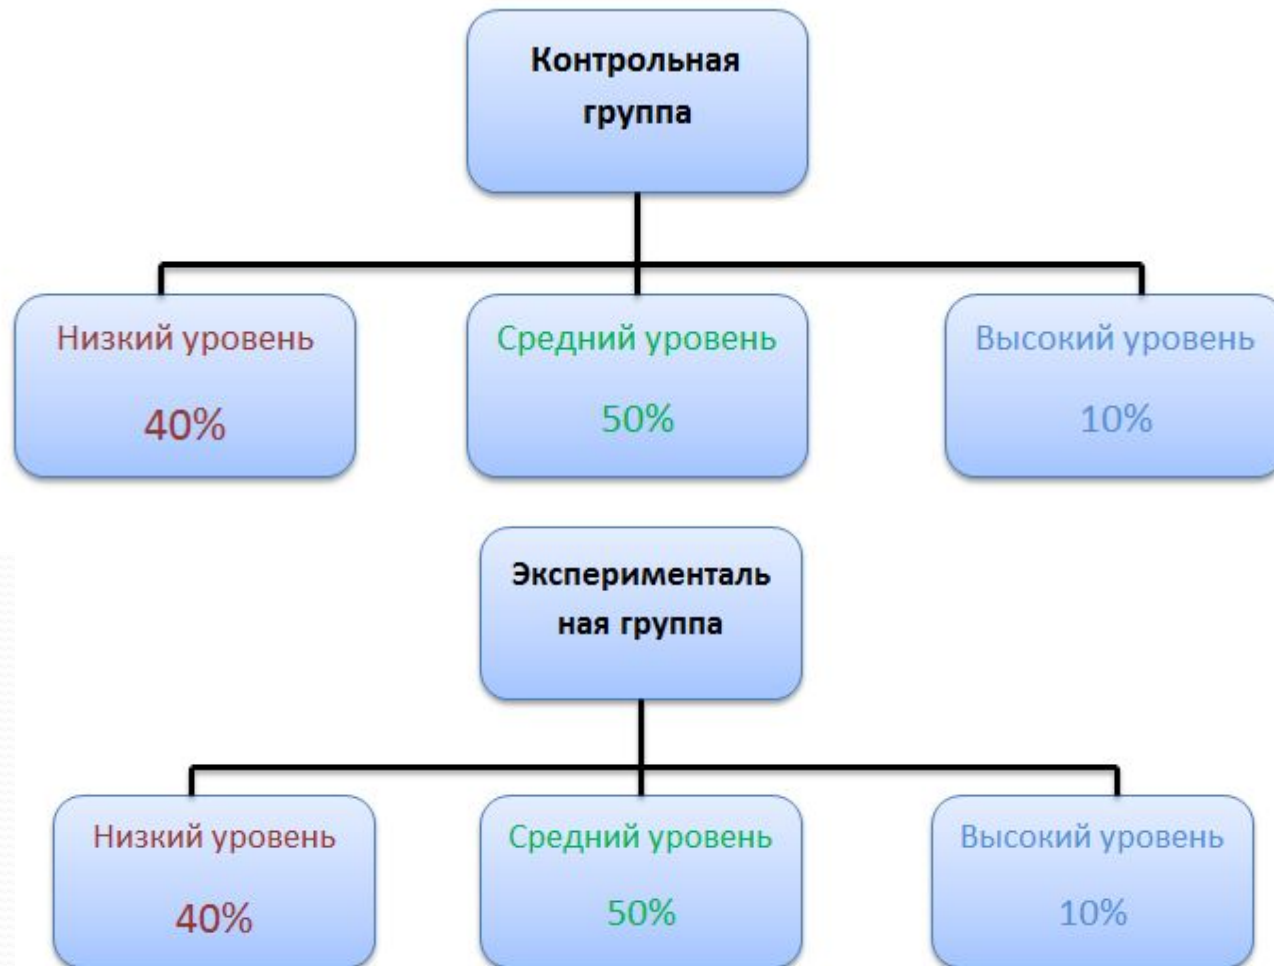 Контрольная
группа
Низкий уровень
40%
Средний уровень
50%
Высокий уровень
10%
Эксперименталь
ная группа
Низкий уровень
40%
Средний уровень
50%
Высокий уровень
10%